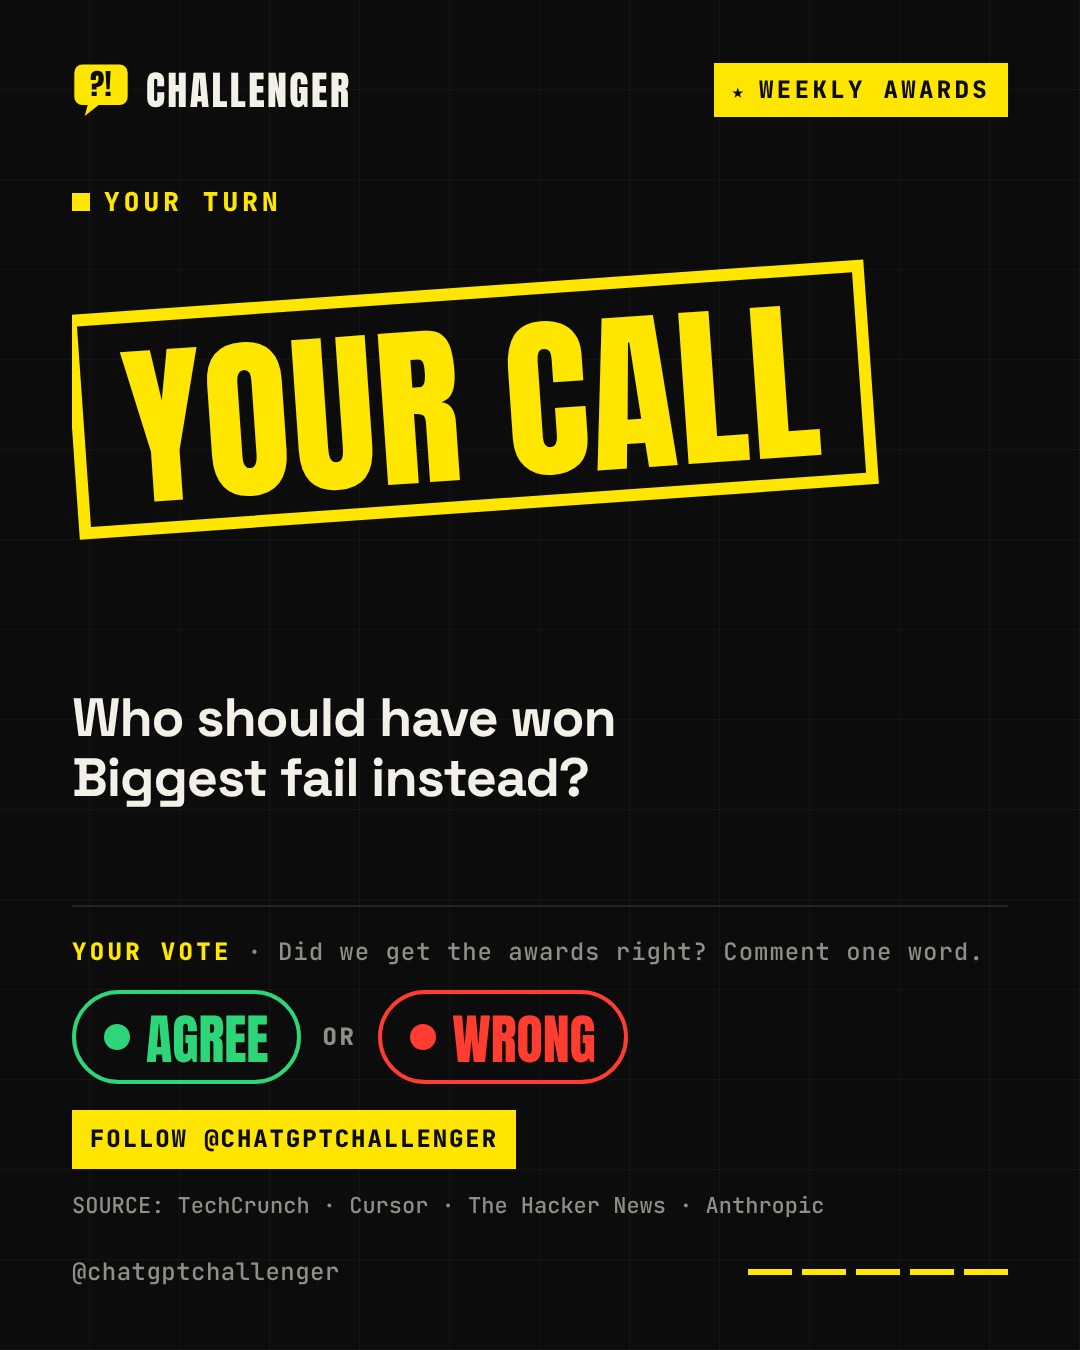 ?! CHALLENGER
★ WEEKLY AWARDS
YOUR TURN
YOUR CALL
Who should have won
Biggest fail instead?
YOUR VOTE · Did we get the awards right? Comment one word.
AGREE OR WRONG
FOLLOW @CHATGPTCHALLENGER
SOURCE: TechCrunch · Cursor · The Hacker News · Anthropic
@chatgptchallenger